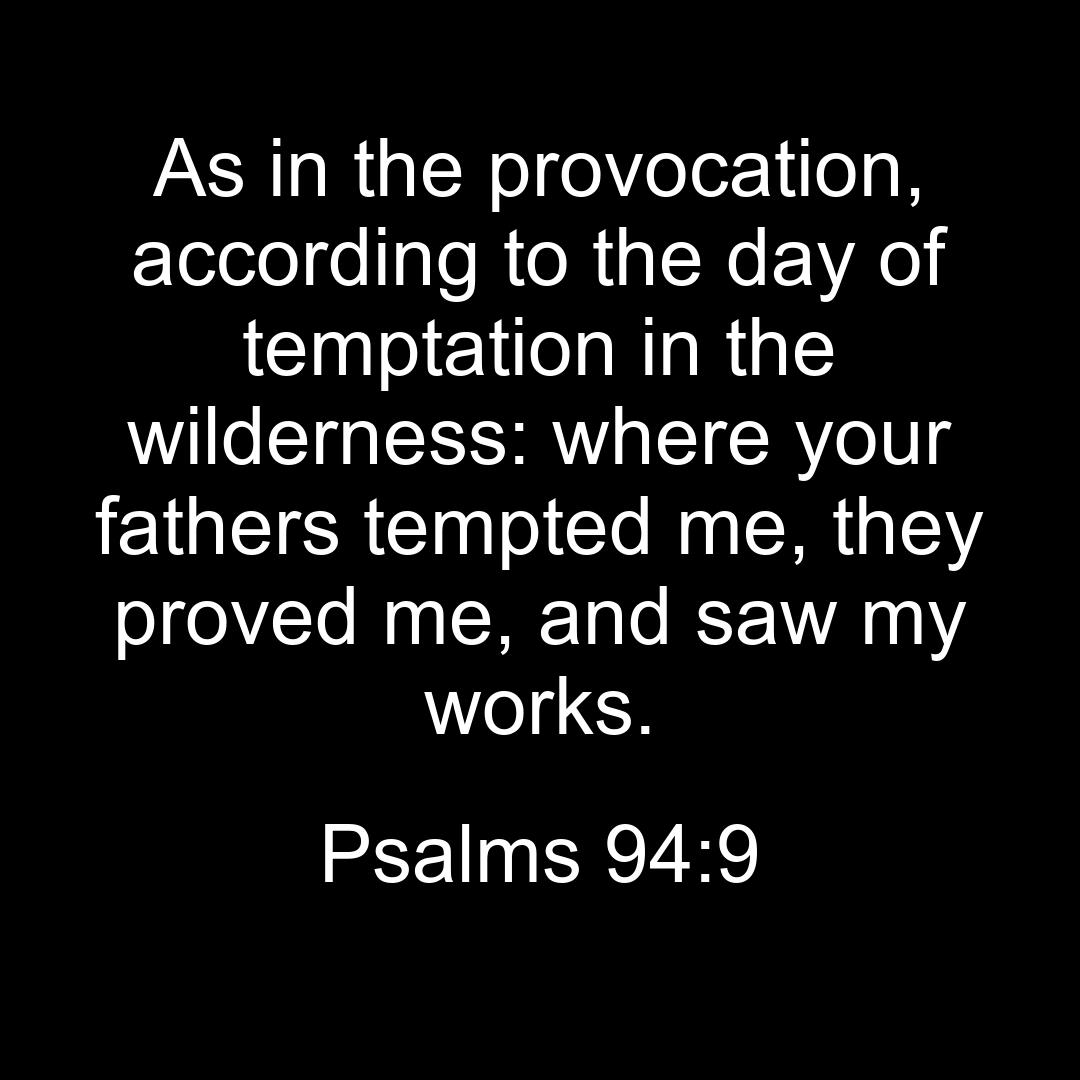 As in the provocation,
according to the day of
temptation in the
wilderness: where your
fathers tempted me, they
proved me, and saw my
works.
Psalms 94:9